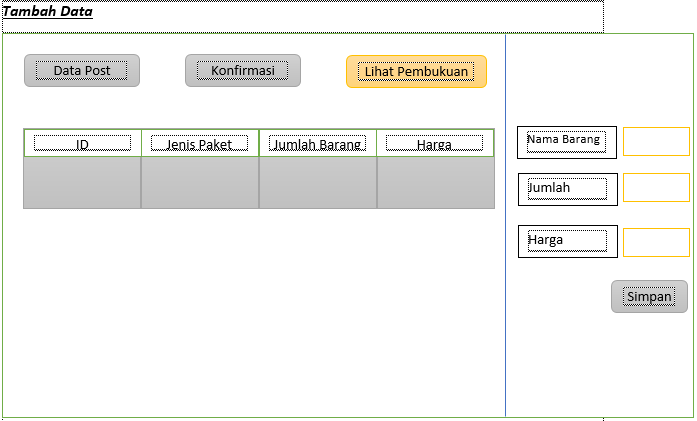 Tambah Data
Data Post
Konfirmasi
Lihat Pembukuan
ID
Jenis Paket
Jumlah Barang
Harga
Nama Barang
Jumlah
Harga
Simpan